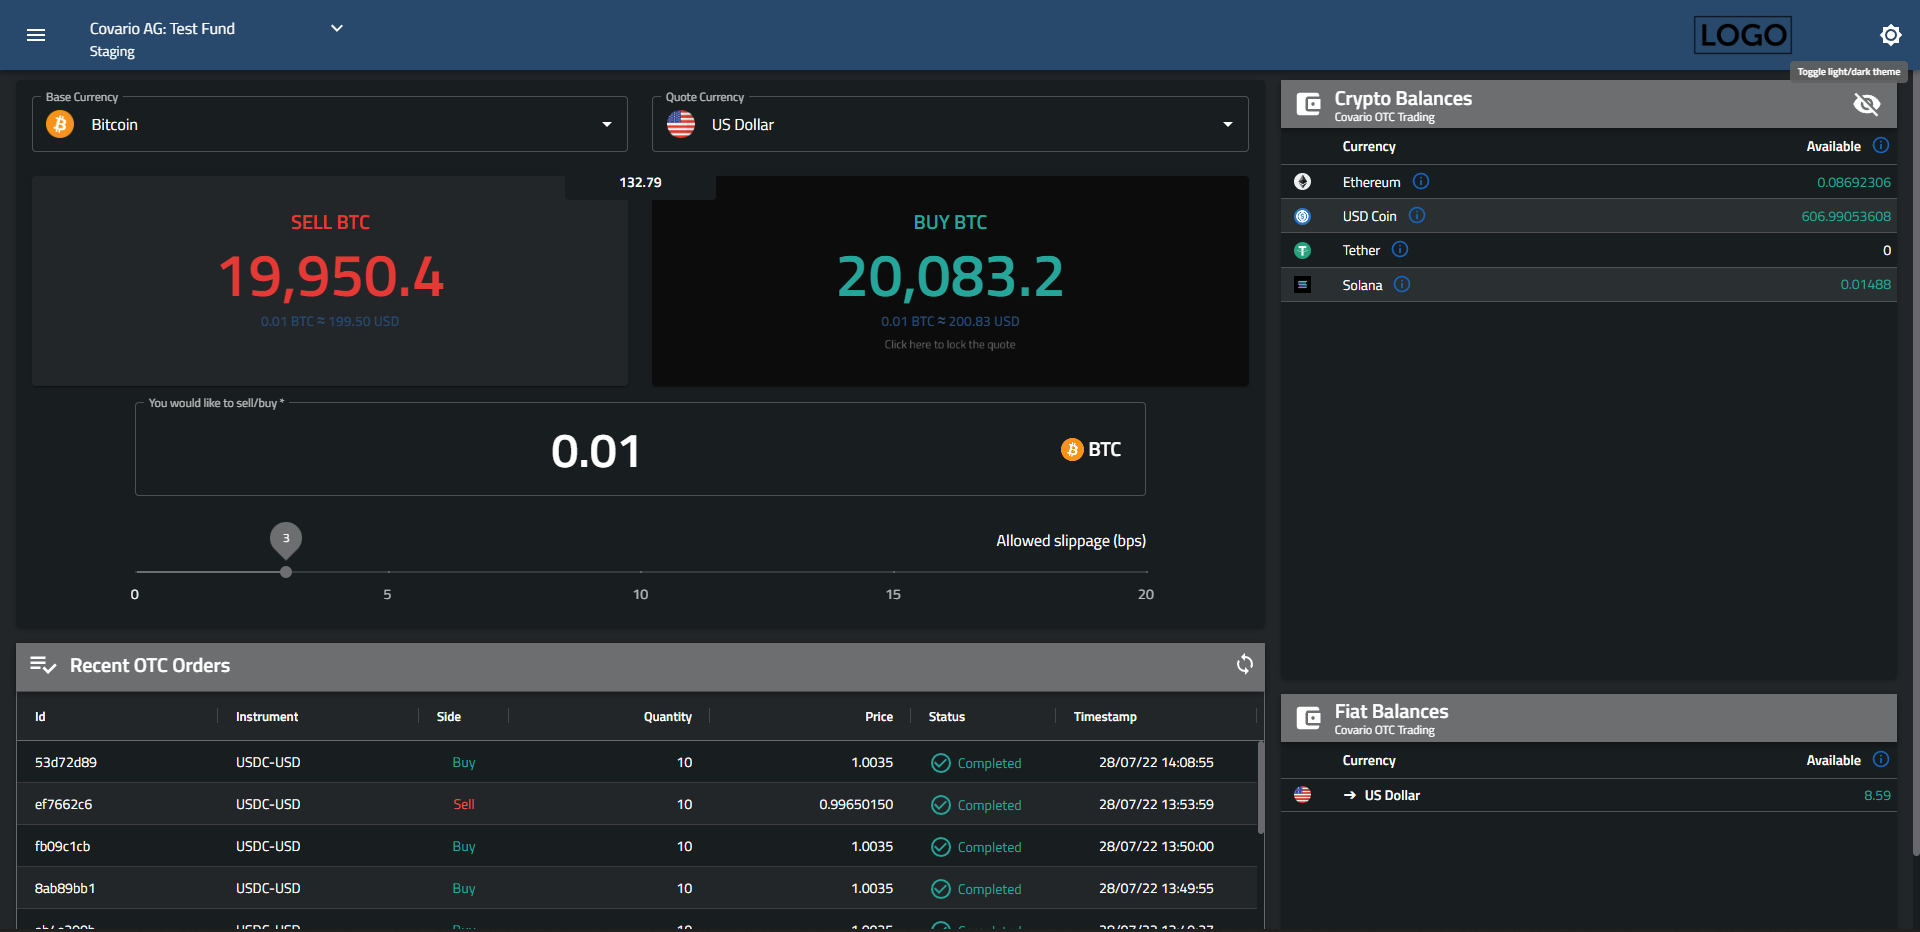 Covario AG: Test Fund
Staging
LOGO
Toggle light/dark theme
Base Currency
Bitcoin
Quote Currency
US Dollar
132.79
SELL BTC
19,950.4
0.01 BTC ≈ 199.50 USD
BUY BTC
20,083.2
0.01 BTC ≈ 200.83 USD
Click here to lock the quote
You would like to sell/buy *
0.01
BTC
3
Allowed slippage (bps)
0 5 10 15 20
Recent OTC Orders
Id Instrument Side Quantity Price Status Timestamp
53d72d89 USDC-USD Buy 10 1.0035 Completed 28/07/22 14:08:55
ef7662c6 USDC-USD Sell 10 0.99650150 Completed 28/07/22 13:53:59
fb09c1cb USDC-USD Buy 10 1.0035 Completed 28/07/22 13:50:00
8ab89bb1 USDC-USD Buy 10 1.0035 Completed 28/07/22 13:49:55
Crypto Balances
Covario OTC Trading
Currency Available
Ethereum 0.08692306
USD Coin 606.99053608
Tether 0
Solana 0.01488
Fiat Balances
Covario OTC Trading
Currency Available
→ US Dollar 8.59